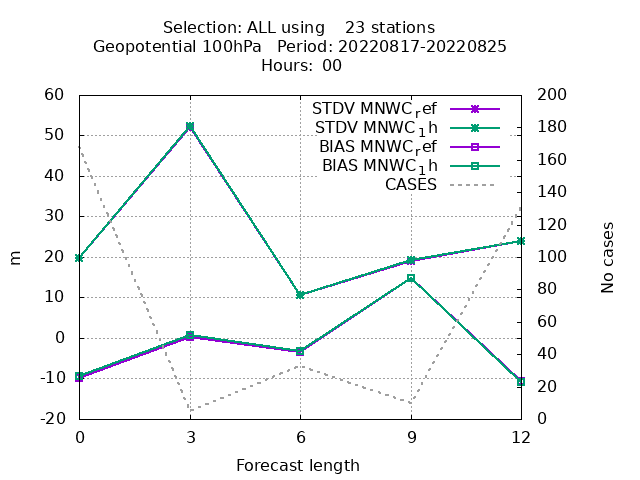 Selection: ALL using    23 stations
Geopotential 100hPa   Period: 20220817-20220825
Hours: 00
STDV MNWC_ref
STDV MNWC_1h
BIAS MNWC_ref
BIAS MNWC_1h
CASES
60
50
40
30
20
10
0
-10
-20
m
200
180
160
140
120
100
80
60
40
20
0
No cases
0 3 6 9 12
Forecast length